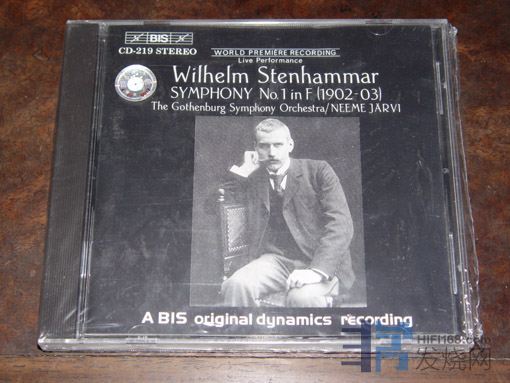 BIS
CD-219 STEREO
WORLD PREMIÈRE RECORDING
Live Performance
Wilhelm Stenhammar
SYMPHONY No.1 in F (1902-03)
The Gothenburg Symphony Orchestra/NEEME JÄRVI
A BIS original dynamics recording
HIFI168.com
发烧网